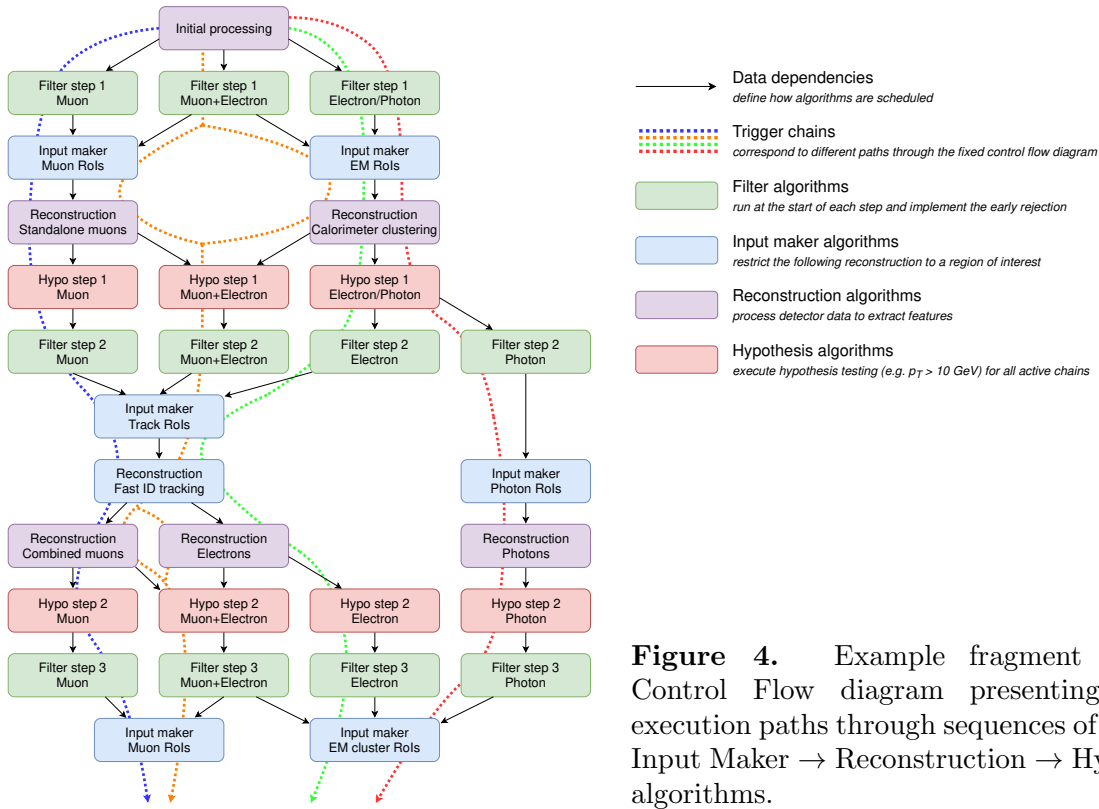 Initial processing
Filter step 1
Muon
Filter step 1
Muon+Electron
Filter step 1
Electron/Photon
Input maker
Muon RoIs
Input maker
EM RoIs
Reconstruction
Standalone muons
Reconstruction
Calorimeter clustering
Hypo step 1
Muon
Hypo step 1
Muon+Electron
Hypo step 1
Electron/Photon
Filter step 2
Muon
Filter step 2
Muon+Electron
Filter step 2
Electron
Filter step 2
Photon
Input maker
Track RoIs
Reconstruction
Fast ID tracking
Input maker
Photon RoIs
Reconstruction
Combined muons
Reconstruction
Electrons
Reconstruction
Photons
Hypo step 2
Muon
Hypo step 2
Muon+Electron
Hypo step 2
Electron
Hypo step 2
Photon
Filter step 3
Muon
Filter step 3
Muon+Electron
Filter step 3
Electron
Filter step 3
Photon
Input maker
Muon RoIs
Input maker
EM cluster RoIs
Data dependencies
define how algorithms are scheduled
Trigger chains
correspond to different paths through the fixed control flow diagram
Filter algorithms
run at the start of each step and implement the early rejection
Input maker algorithms
restrict the following reconstruction to a region of interest
Reconstruction algorithms
process detector data to extract features
Hypothesis algorithms
execute hypothesis testing (e.g. pT > 10 GeV) for all active chains
Figure 4. Example fragment
Control Flow diagram presenting
execution paths through sequences of
Input Maker → Reconstruction → Hy
algorithms.